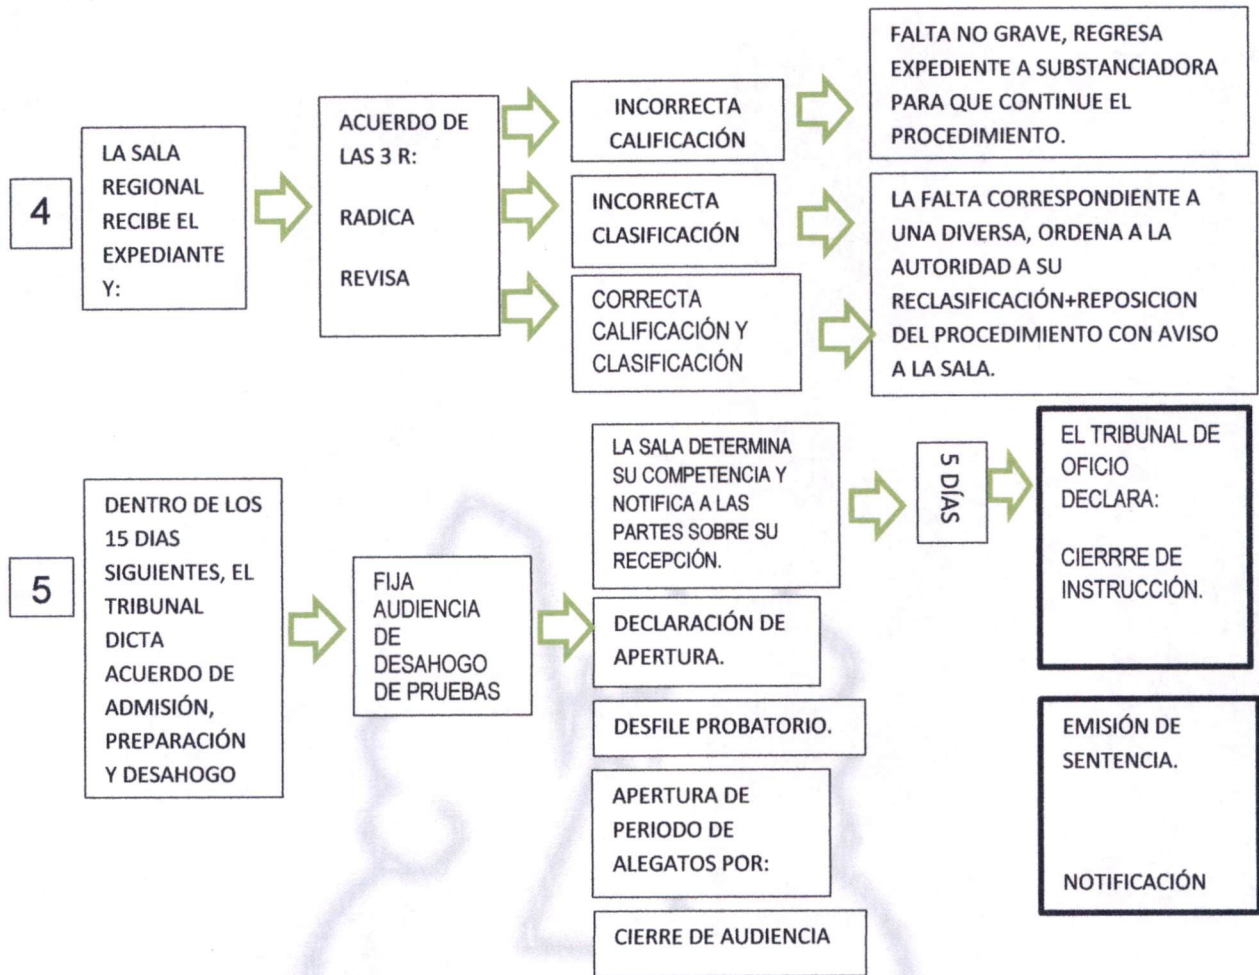 4
LA SALA
REGIONAL
RECIBE EL
EXPEDIANTE
Y:
ACUERDO DE
LAS 3 R:
RADICA
REVISA
INCORRECTA
CALIFICACIÓN
FALTA NO GRAVE, REGRESA
EXPEDIENTE A SUBSTANCIADORA
PARA QUE CONTINUE EL
PROCEDIMIENTO.
INCORRECTA
CLASIFICACIÓN
LA FALTA CORRESPONDIENTE A
UNA DIVERSA, ORDENA A LA
AUTORIDAD A SU
RECLASIFICACIÓN+REPOSICION
DEL PROCEDIMIENTO CON AVISO
A LA SALA.
CORRECTA
CALIFICACIÓN Y
CLASIFICACIÓN
5
DENTRO DE LOS
15 DIAS
SIGUIENTES, EL
TRIBUNAL
DICTA
ACUERDO DE
ADMISIÓN,
PREPARACIÓN
Y DESAHOGO
FIJA
AUDIENCIA
DE
DESAHOGO
DE PRUEBAS
LA SALA DETERMINA
SU COMPETENCIA Y
NOTIFICA A LAS
PARTES SOBRE SU
RECEPCIÓN.
5 DÍAS
EL TRIBUNAL DE
OFICIO
DECLARA:
CIERRRE DE
INSTRUCCIÓN.
DECLARACIÓN DE
APERTURA.
DESFILE PROBATORIO.
APERTURA DE
PERIODO DE
ALEGATOS POR:
CIERRE DE AUDIENCIA
EMISIÓN DE
SENTENCIA.
NOTIFICACIÓN